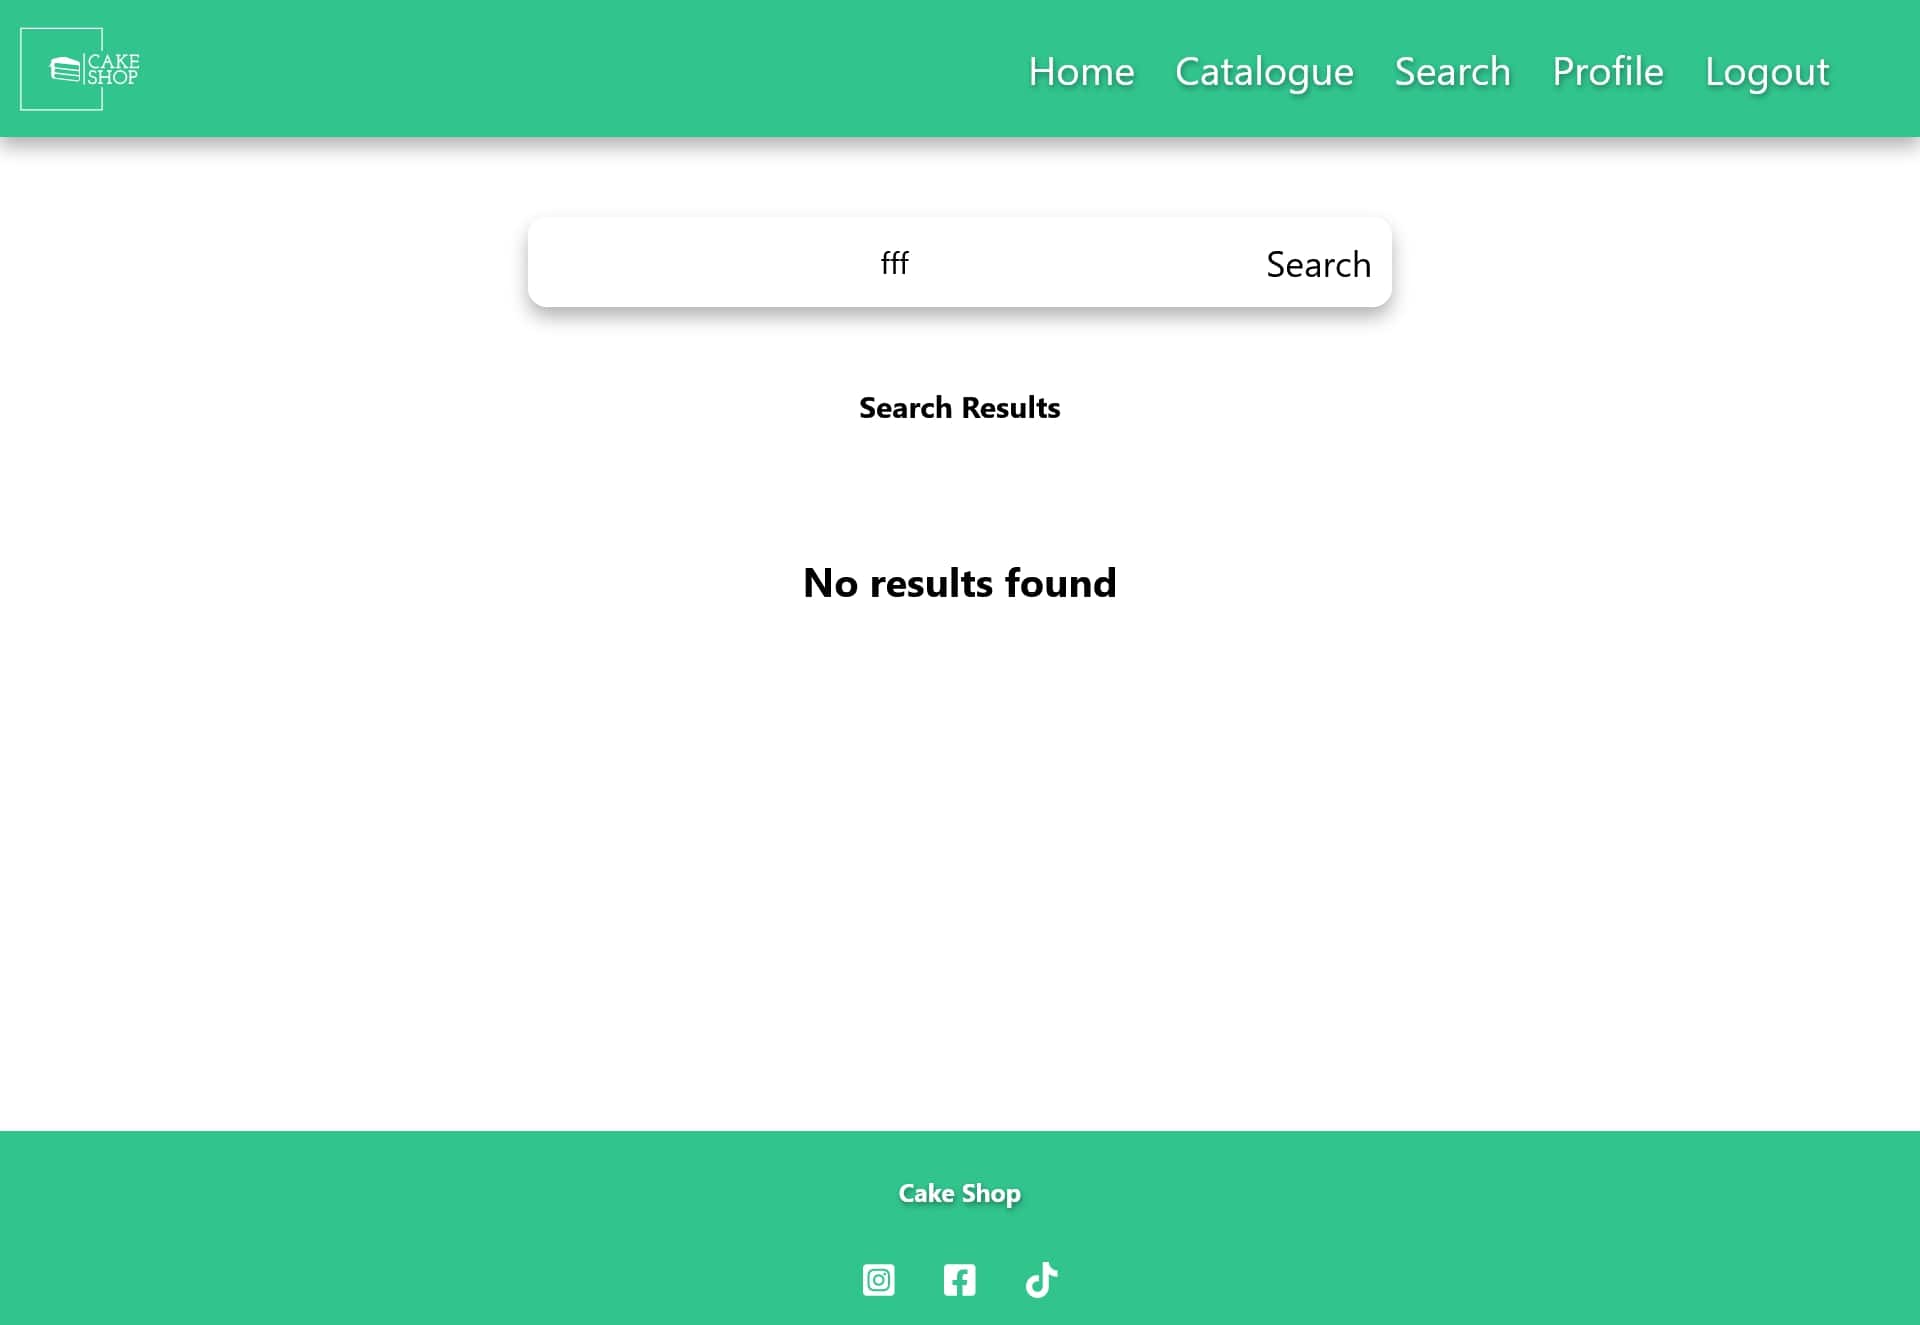 CAKE
SHOP
Home Catalogue Search Profile Logout
fff Search
Search Results
No results found
Cake Shop